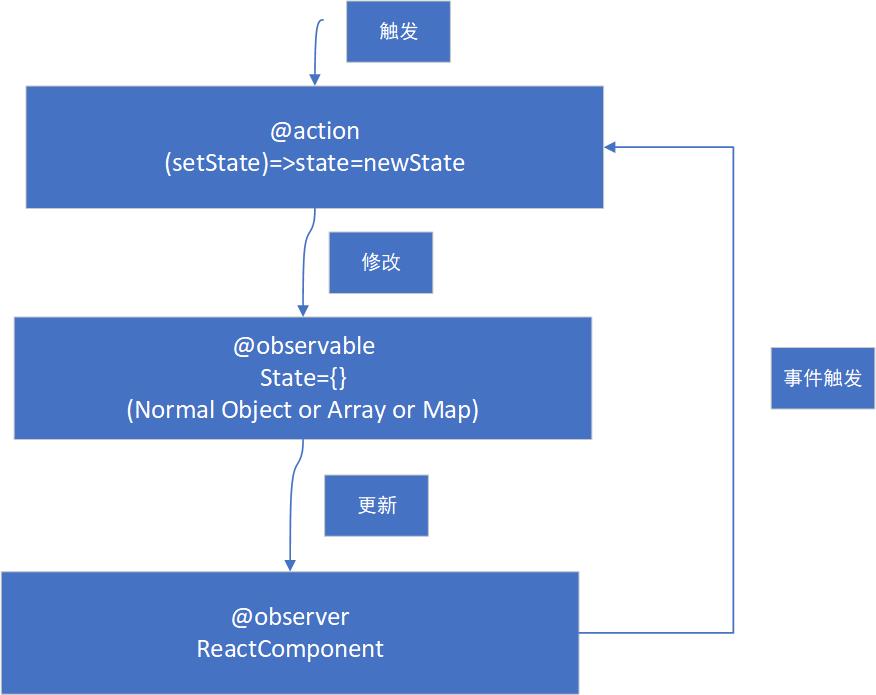 触发
@action
(setState)=>state=newState
修改
@observable
State={}
(Normal Object or Array or Map)
事件触发
更新
@observer
ReactComponent